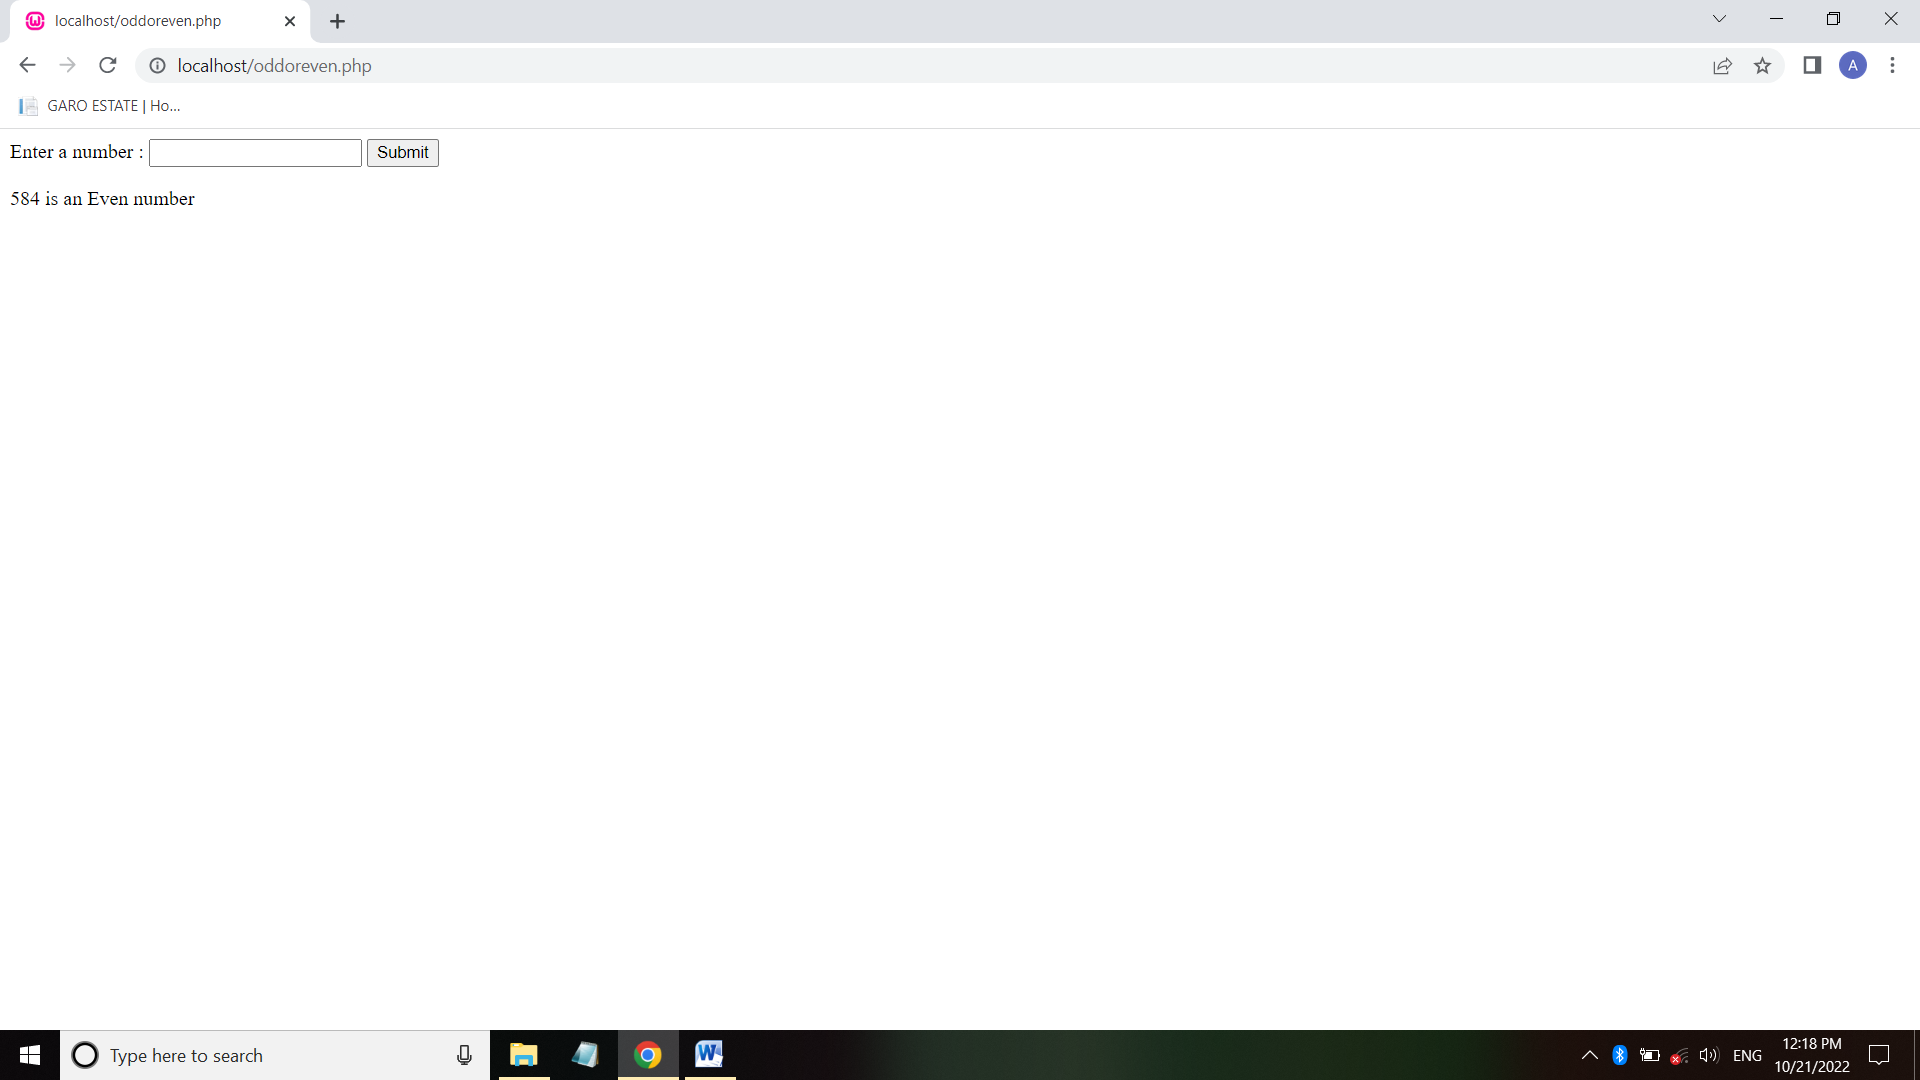 localhost/oddoreven.php
localhost/oddoreven.php
A
GARO ESTATE | Ho...
Enter a number :
Submit
584 is an Even number
Type here to search
W
ENG
12:18 PM
10/21/2022